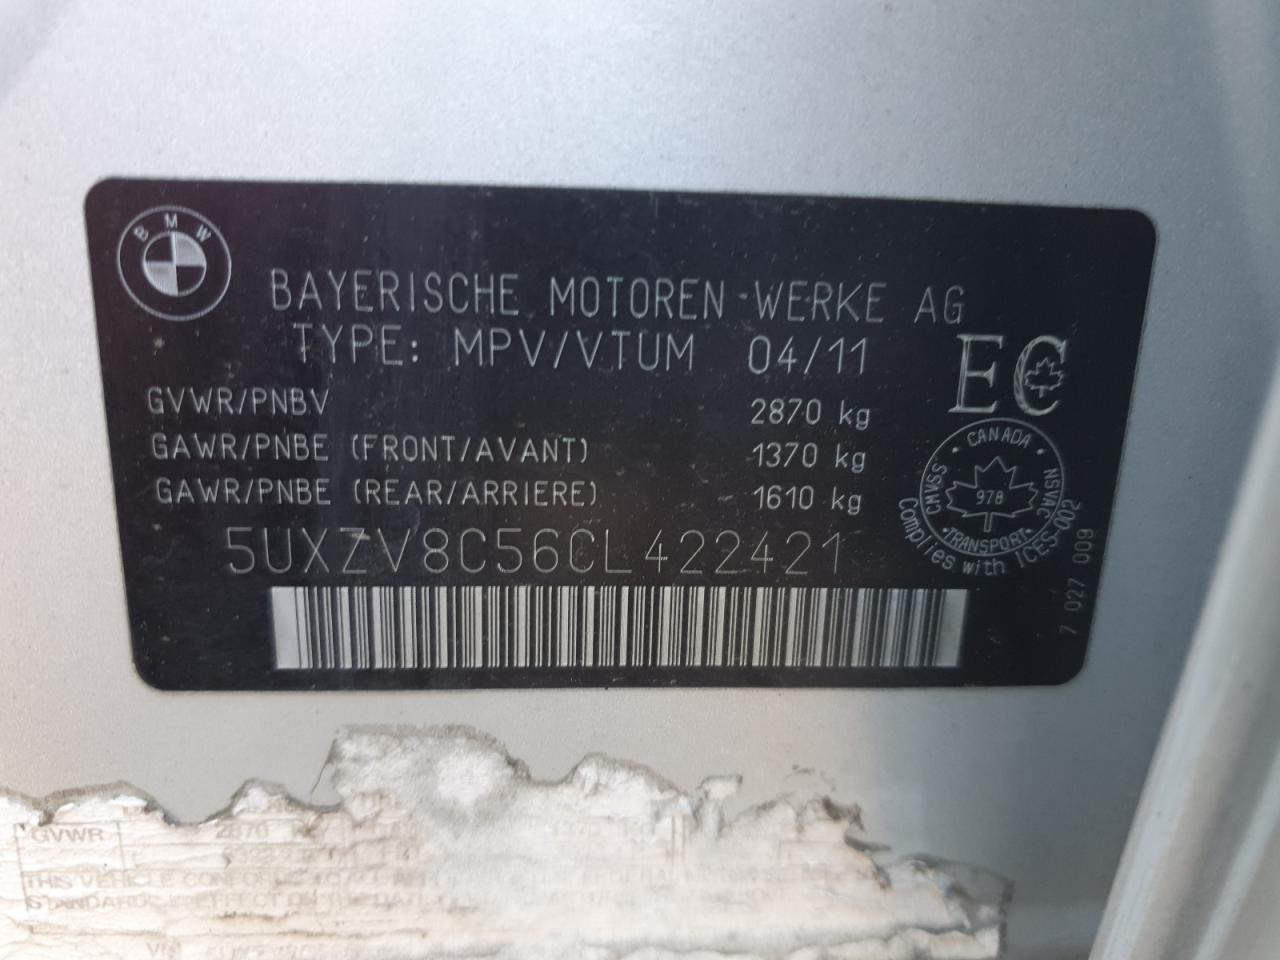 BMW
BAYERISCHE MOTOREN WERKE AG
TYPE: MPV/VTUM 04/11
EC
GVWR/PNBV 2870 kg
GAWR/PNBE (FRONT/AVANT) 1370 kg
GAWR/PNBE (REAR/ARRIERE) 1610 kg
5UXZV8C56CL422421
CANADA
CMVSS
NSVAC
978
TRANSPORT
Complies with ICES-002
7 027 009
GVWR 2870
THIS VEHICLE